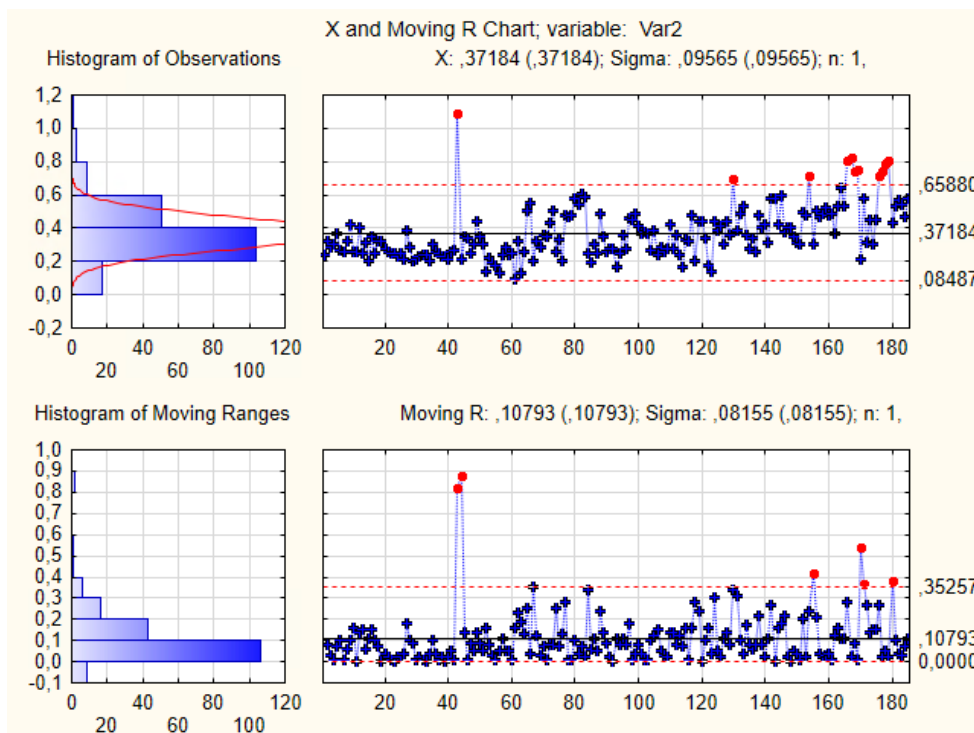 X and Moving R Chart; variable: Var2
Histogram of Observations
X: ,37184 (,37184); Sigma: ,09565 (,09565); n: 1,
1,2
1,0
0,8
0,6
0,4
0,2
0,0
-0,2
0 40 80 120
20 60 100
20 40 60 80 100 120 140 160 180
,65880
,37184
,08487
Histogram of Moving Ranges
Moving R: ,10793 (,10793); Sigma: ,08155 (,08155); n: 1,
1,0
0,9
0,8
0,7
0,6
0,5
0,4
0,3
0,2
0,1
0,0
-0,1
0 40 80 120
20 60 100
20 40 60 80 100 120 140 160 180
,35257
,10793
0,0000